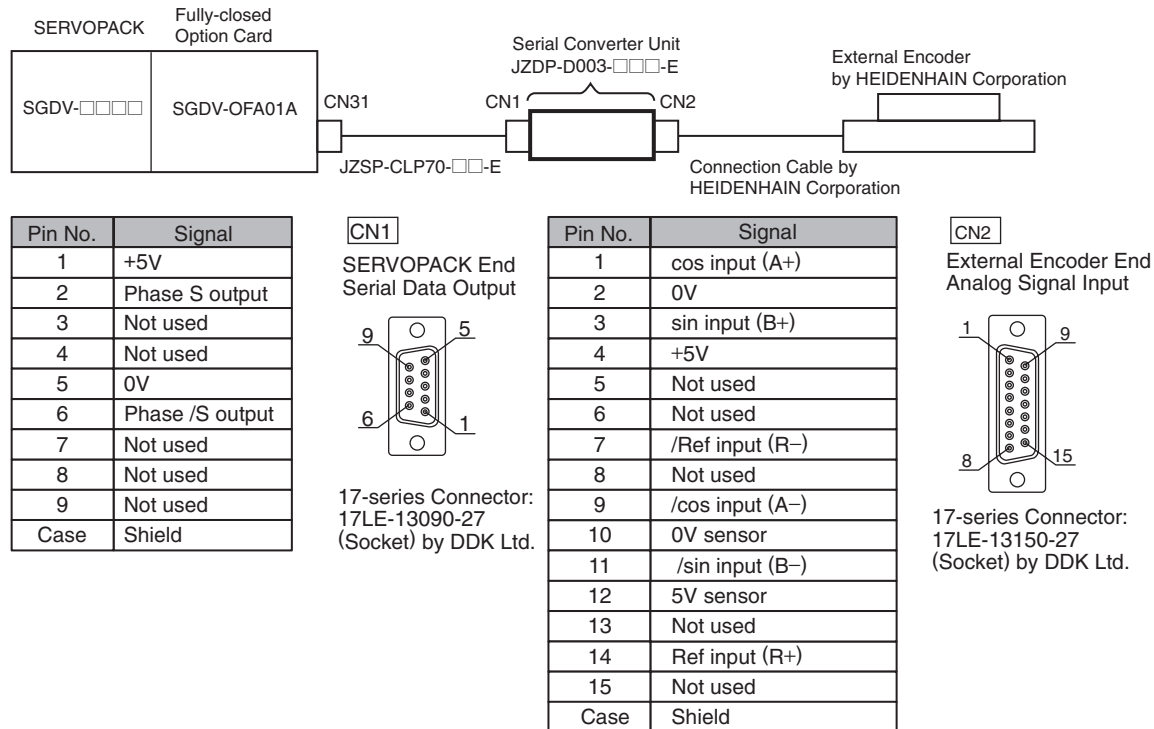 SERVOPACK
Fully-closed
Option Card
SGDV-□□□□
SGDV-OFA01A
CN31
JZSP-CLP70-□□-E
Serial Converter Unit
JZDP-D003-□□□-E
CN1
CN2
External Encoder
by HEIDENHAIN Corporation
Connection Cable by
HEIDENHAIN Corporation
Pin No. Signal
1 +5V
2 Phase S output
3 Not used
4 Not used
5 0V
6 Phase /S output
7 Not used
8 Not used
9 Not used
Case Shield
CN1
SERVOPACK End
Serial Data Output
9 5
6 1
17-series Connector:
17LE-13090-27
(Socket) by DDK Ltd.
Pin No. Signal
1 cos input (A+)
2 0V
3 sin input (B+)
4 +5V
5 Not used
6 Not used
7 /Ref input (R−)
8 Not used
9 /cos input (A−)
10 0V sensor
11 /sin input (B−)
12 5V sensor
13 Not used
14 Ref input (R+)
15 Not used
Case Shield
CN2
External Encoder End
Analog Signal Input
1 9
8 15
17-series Connector:
17LE-13150-27
(Socket) by DDK Ltd.